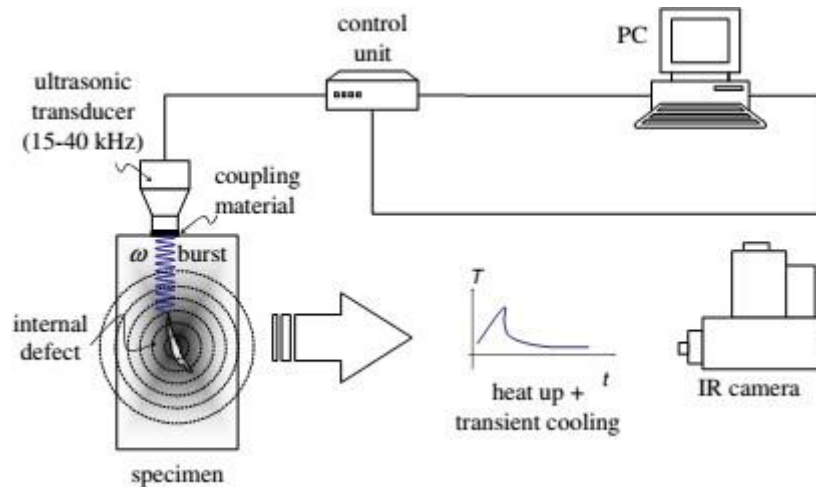 control
unit
PC
ultrasonic
transducer
(15-40 kHz)
coupling
material
ω burst
internal
defect
specimen
T
t
heat up +
transient cooling
IR camera